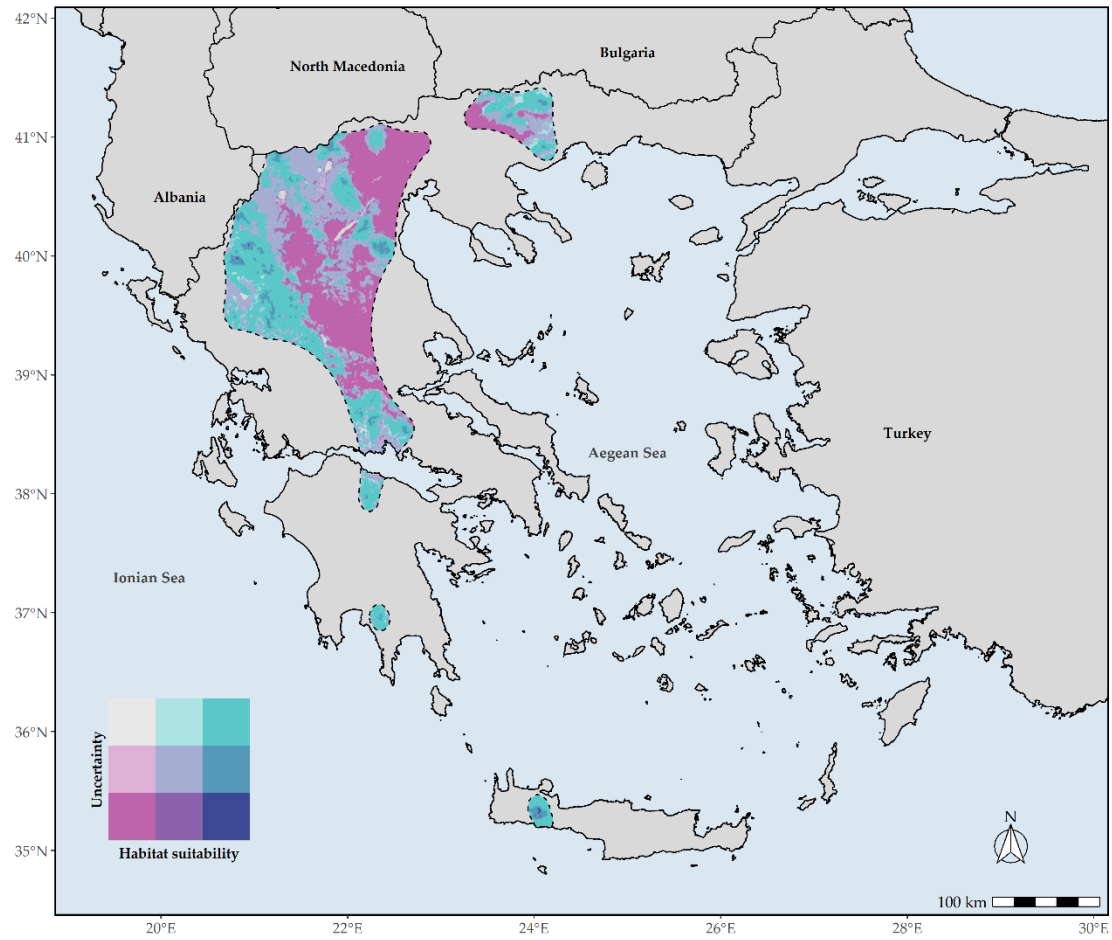 42°N
41°N
40°N
39°N
38°N
37°N
36°N
35°N
Bulgaria
North Macedonia
Albania
Turkey
Aegean Sea
Ionian Sea
Uncertainty
Habitat suitability
N
100 km
20°E
22°E
24°E
26°E
28°E
30°E